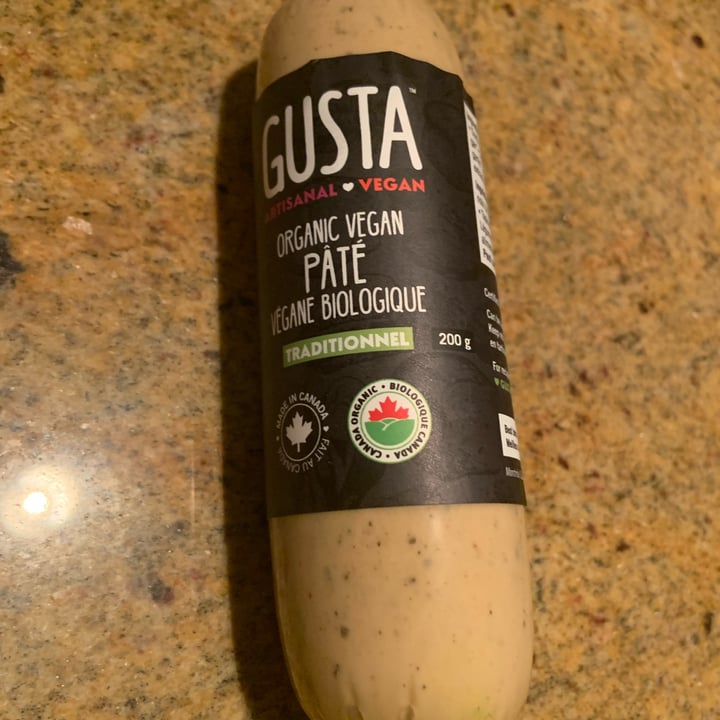 GUSTA™
ARTISANAL ♥ VEGAN
ORGANIC VEGAN
PÂTÉ
VÉGANE BIOLOGIQUE
TRADITIONNEL
200 g
• MADE IN CANADA • FAIT AU CANADA
CANADA ORGANIC • BIOLOGIQUE CANADA •